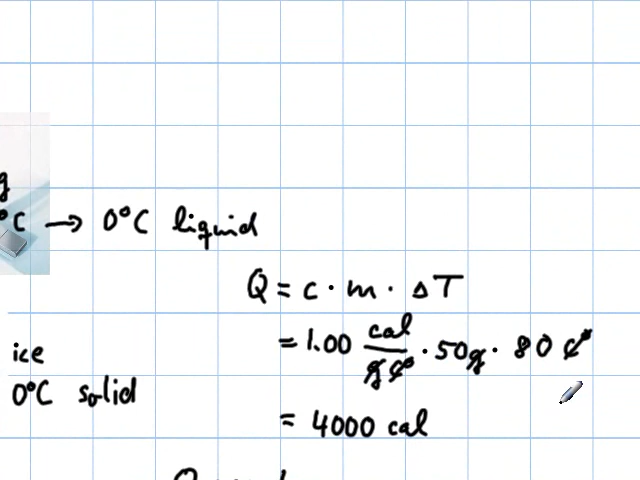 g
°C → 0°C liquid
Q = c · m · ΔT
= 1.00 cal/g C° · 50g · 80 C°
ice
0°C solid
= 4000 cal